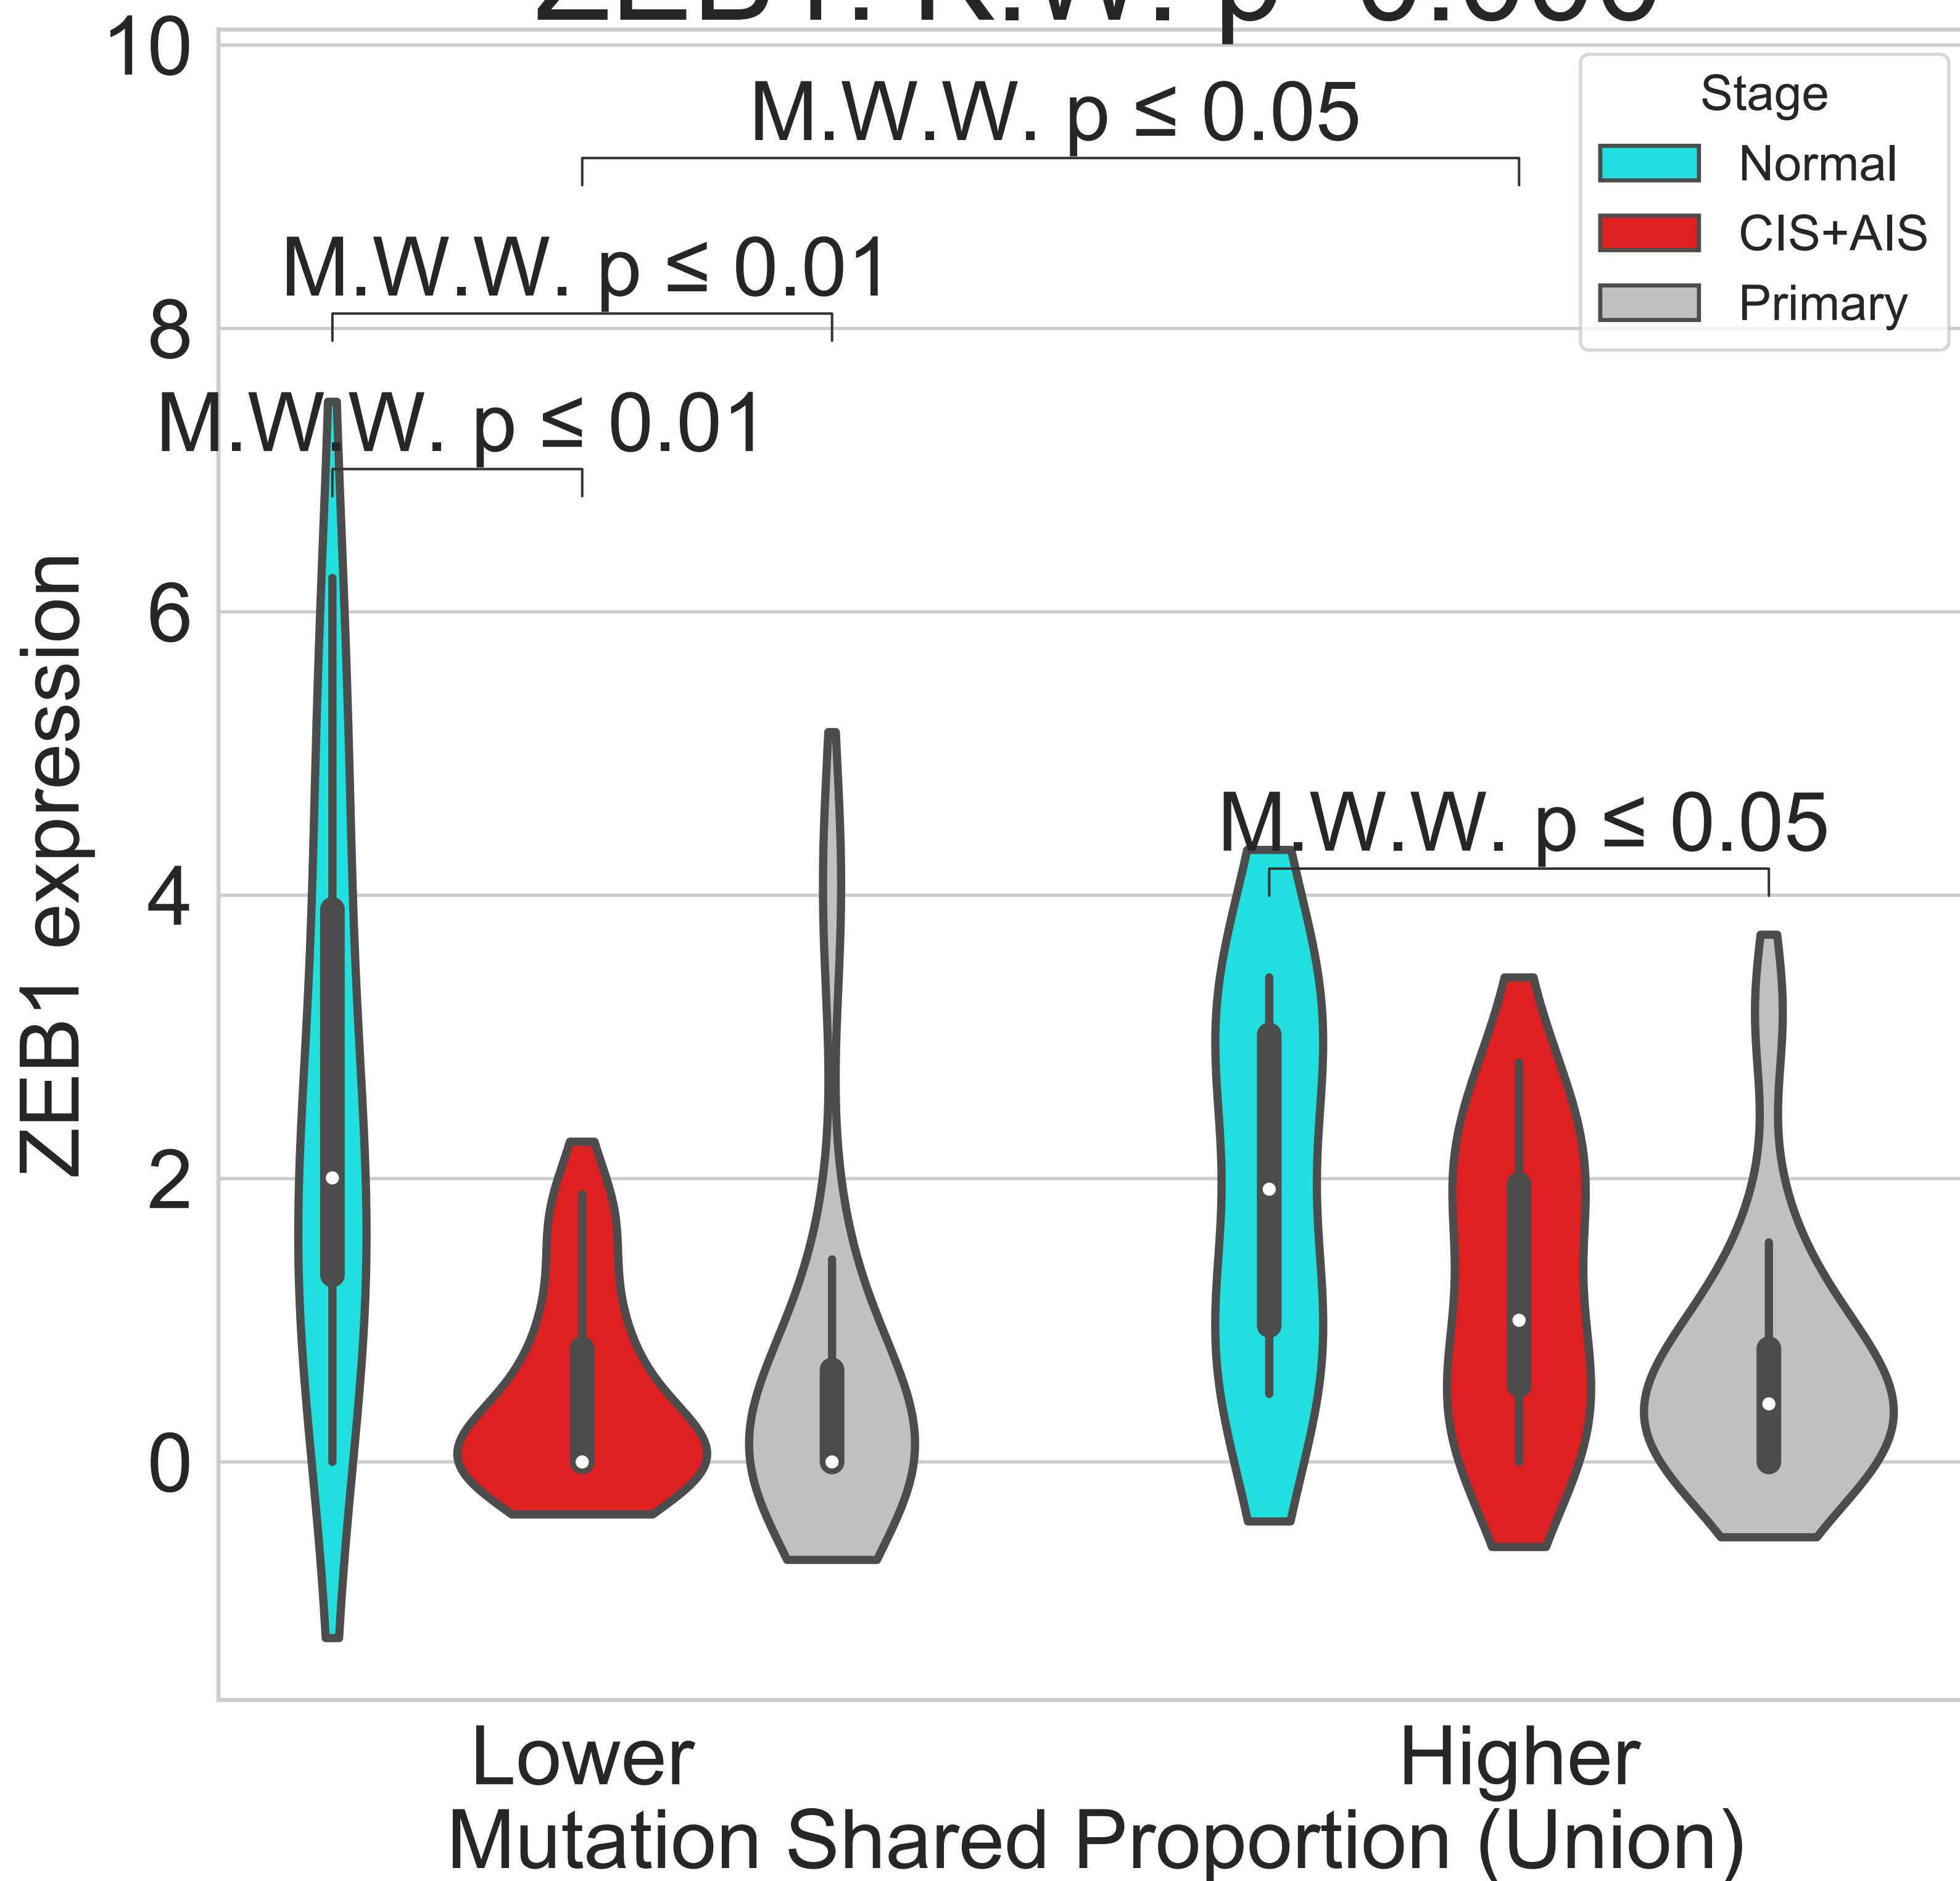 10
M.W.W. p ≤ 0.05
Stage
Normal
CIS+AIS
Primary
M.W.W. p ≤ 0.01
8
M.W.W. p ≤ 0.01
6
M.W.W. p ≤ 0.05
4
2
0
ZEB1 expression
Lower
Higher
Mutation Shared Proportion (Union)